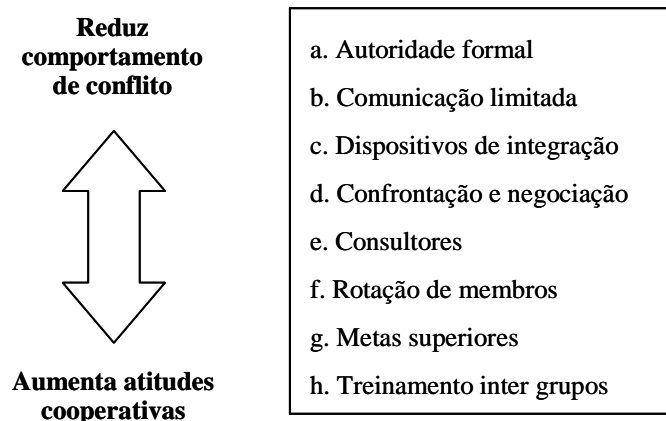 Reduz
comportamento
de conflito
Aumenta atitudes
cooperativas
a. Autoridade formal
b. Comunicação limitada
c. Dispositivos de integração
d. Confrontação e negociação
e. Consultores
f. Rotação de membros
g. Metas superiores
h. Treinamento inter grupos